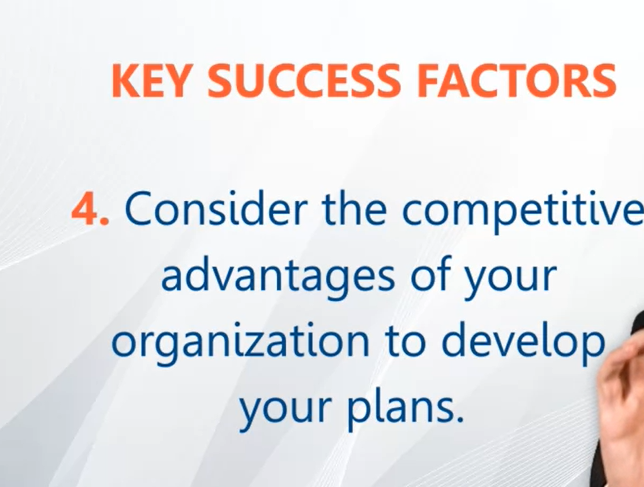 KEY SUCCESS FACTORS
4. Consider the competitive
advantages of your
organization to develop
your plans.